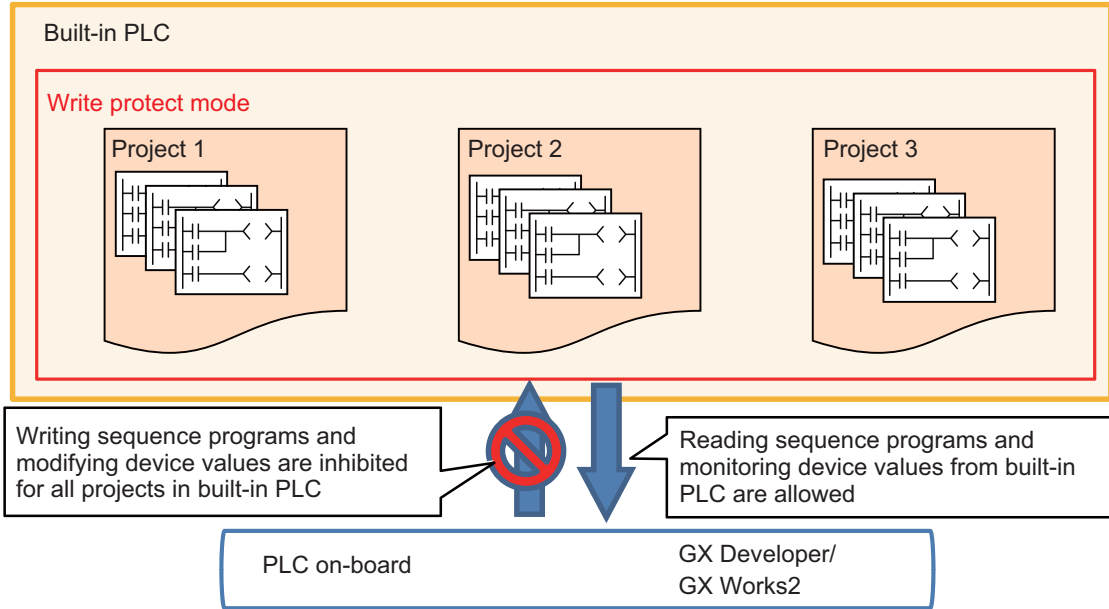 Built-in PLC
Write protect mode
Project 1
Project 2
Project 3
Writing sequence programs and
modifying device values are inhibited
for all projects in built-in PLC
Reading sequence programs and
monitoring device values from built-in
PLC are allowed
PLC on-board
GX Developer/
GX Works2